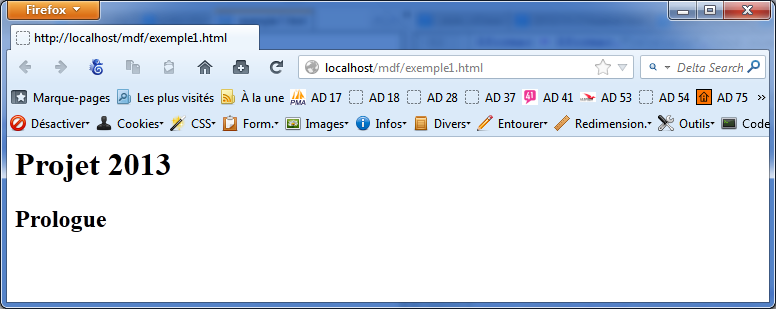 Firefox
http://localhost/mdf/exemple1.html
localhost/mdf/exemple1.html Delta Search
Marque-pages Les plus visités À la une PMA AD 17 AD 18 AD 28 AD 37 41 AD 41 AD 53 AD 54 AD 75 »
Désactiver Cookies CSS Form. Images Infos Divers Entourer Redimension. Outils Code
Projet 2013
Prologue